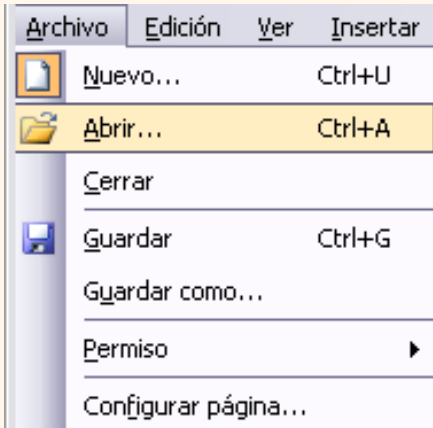 Archivo Edición Ver Insertar
Nuevo... Ctrl+U
Abrir... Ctrl+A
Cerrar
Guardar Ctrl+G
Guardar como...
Permiso
Configurar página...